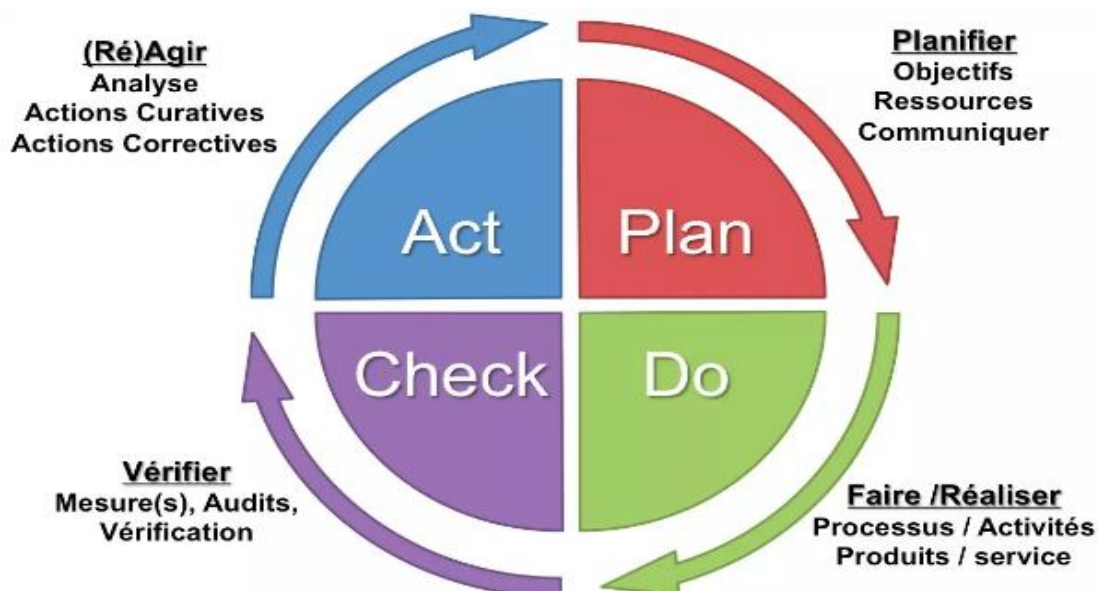 (Ré)Agir
Analyse
Actions Curatives
Actions Correctives
Planifier
Objectifs
Ressources
Communiquer
Act
Plan
Check
Do
Vérifier
Mesure(s), Audits,
Vérification
Faire /Réaliser
Processus / Activités
Produits / service